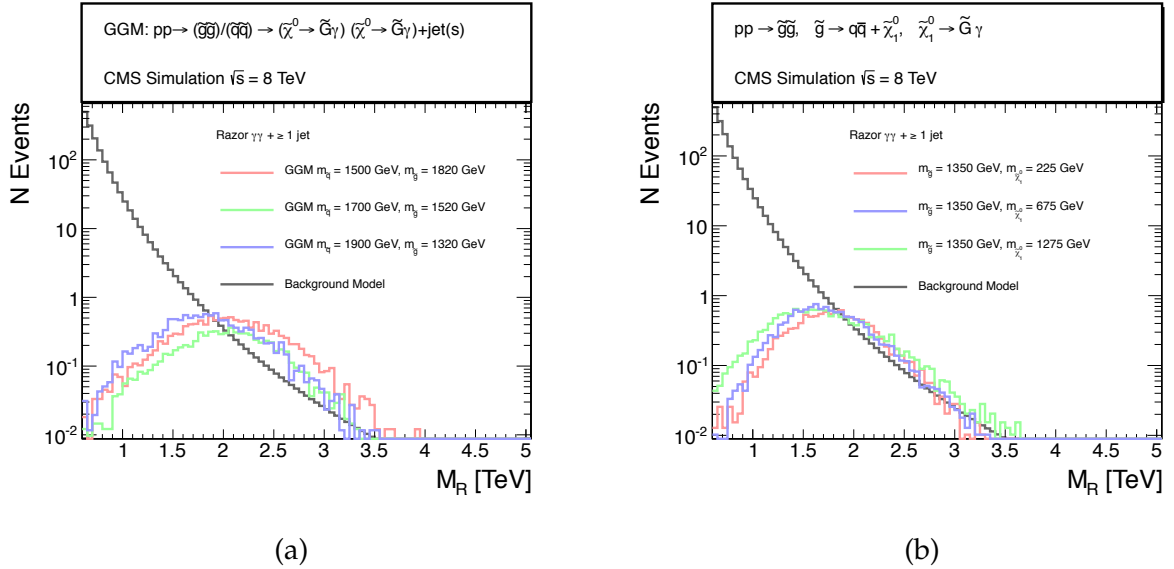 GGM: pp→ (g̃g̃)/(q̃q̃) → (χ̃⁰→ G̃γ) (χ̃⁰→ G̃γ)+jet(s)
CMS Simulation √s = 8 TeV
N Events
Razor γγ + ≥ 1 jet
GGM m_q̃ = 1500 GeV, m_g̃ = 1820 GeV
GGM m_q̃ = 1700 GeV, m_g̃ = 1520 GeV
GGM m_q̃ = 1900 GeV, m_g̃ = 1320 GeV
Background Model
10²
10
1
10⁻¹
10⁻²
1 1.5 2 2.5 3 3.5 4 4.5 5
M_R [TeV]
(a)
pp → g̃g̃, g̃ → qq̄ + χ̃₁⁰, χ̃₁⁰ → G̃ γ
CMS Simulation √s = 8 TeV
N Events
Razor γγ + ≥ 1 jet
m_g̃ = 1350 GeV, m_χ̃₁⁰ = 225 GeV
m_g̃ = 1350 GeV, m_χ̃₁⁰ = 675 GeV
m_g̃ = 1350 GeV, m_χ̃₁⁰ = 1275 GeV
Background Model
10²
10
1
10⁻¹
10⁻²
1 1.5 2 2.5 3 3.5 4 4.5 5
M_R [TeV]
(b)